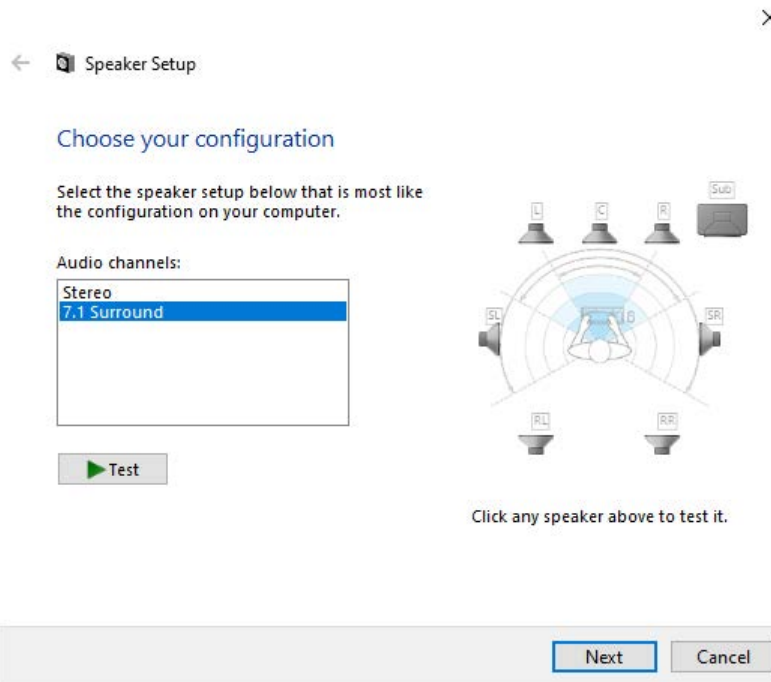 Speaker Setup
Choose your configuration
Select the speaker setup below that is most like
the configuration on your computer.
Audio channels:
Stereo
7.1 Surround
Test
L
C
R
Sub
SL
SR
RL
RR
Click any speaker above to test it.
Next
Cancel